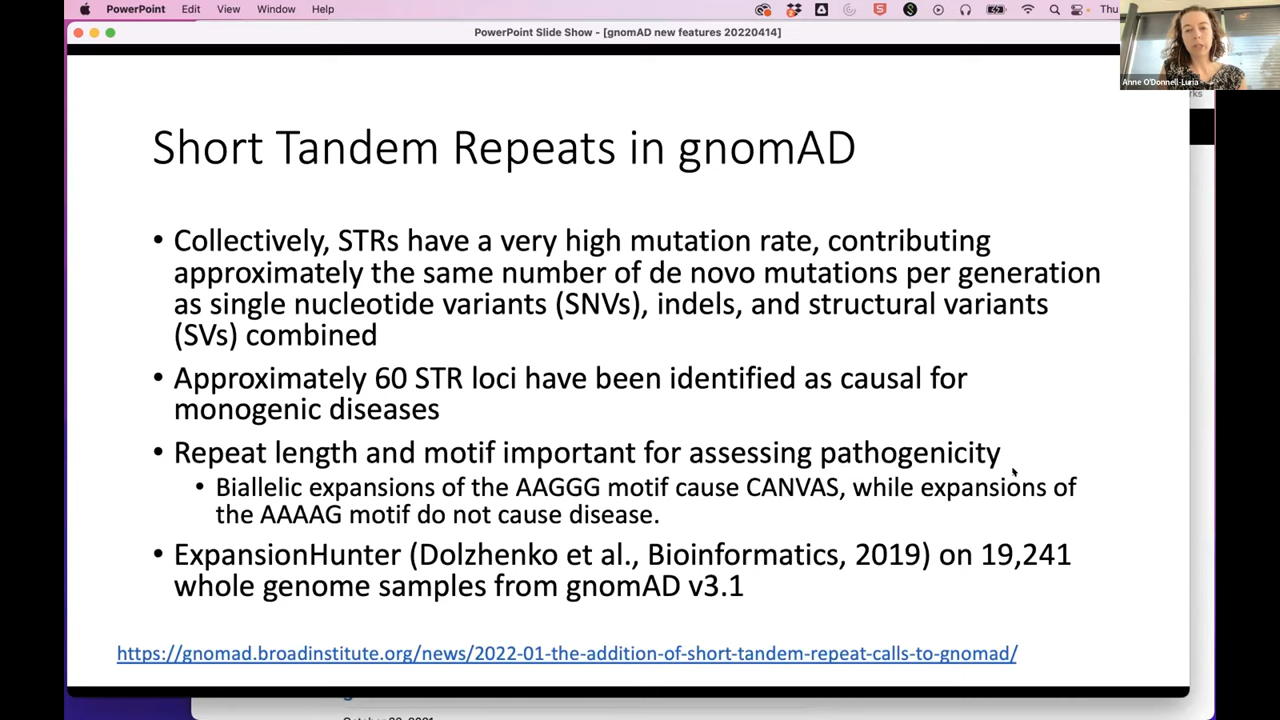 PowerPoint Edit View Window Help Thu
PowerPoint Slide Show - [gnomAD new features 20220414]
Anne O'Donnell-Luria
Short Tandem Repeats in gnomAD
• Collectively, STRs have a very high mutation rate, contributing
approximately the same number of de novo mutations per generation
as single nucleotide variants (SNVs), indels, and structural variants
(SVs) combined
• Approximately 60 STR loci have been identified as causal for
monogenic diseases
• Repeat length and motif important for assessing pathogenicity
• Biallelic expansions of the AAGGG motif cause CANVAS, while expansions of
the AAAAG motif do not cause disease.
• ExpansionHunter (Dolzhenko et al., Bioinformatics, 2019) on 19,241
whole genome samples from gnomAD v3.1
https://gnomad.broadinstitute.org/news/2022-01-the-addition-of-short-tandem-repeat-calls-to-gnomad/